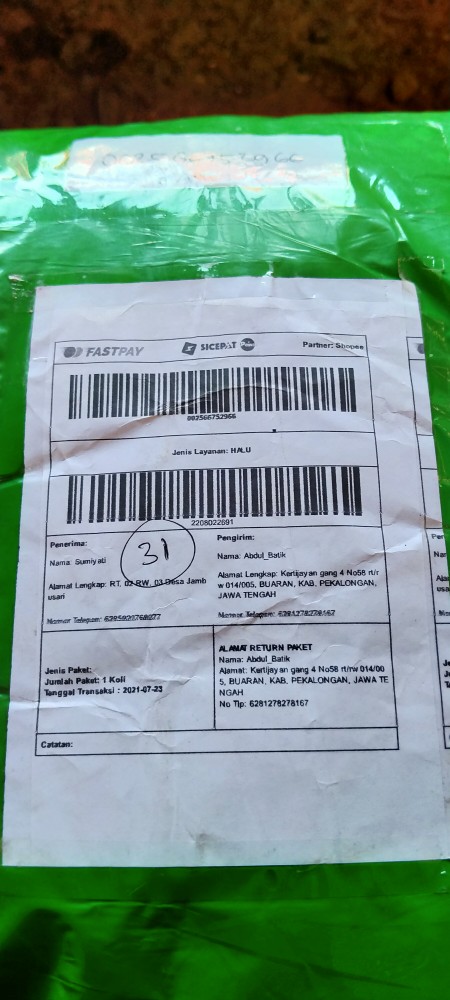 FASTPAY SICEPAT Partner: Shopee
002566752966
Jenis Layanan: HALU
2208022691
Penerima:
Nama: Sumiyati
31
Alamat Lengkap: RT, 02 RW, 03 Desa Jamb
usari
Nomor Telepon:
Pengirim:
Nama: Abdul_Batik
Alamat Lengkap: Kertijayan gang 4 No58 rt/r
w 014/005, BUARAN, KAB. PEKALONGAN,
JAWA TENGAH
Nomor Telepon: 6281278278167
Jenis Paket:
Jumlah Paket: 1 Koli
Tanggal Transaksi : 2021-07-23
ALAMAT RETURN PAKET
Nama: Abdul_Batik
Alamat: Kertijayan gang 4 No58 rt/rw 014/00
5, BUARAN, KAB. PEKALONGAN, JAWA TE
NGAH
No Tlp: 6281278278167
Catatan: